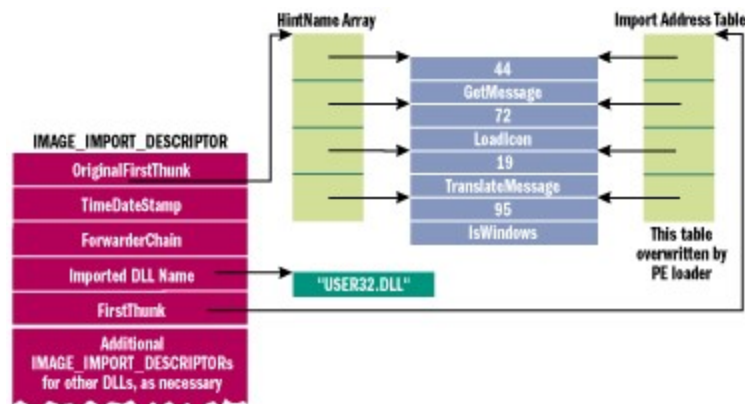 HintName Array
Import Address Table
44
GetMessage
72
LoadIcon
19
TranslateMessage
95
IsWindows
IMAGE_IMPORT_DESCRIPTOR
OriginalFirstThunk
TimeDateStamp
ForwarderChain
Imported DLL Name
FirstThunk
Additional
IMAGE_IMPORT_DESCRIPTORs
for other DLLs, as necessary
"USER32.DLL"
This table
overwritten by
PE loader